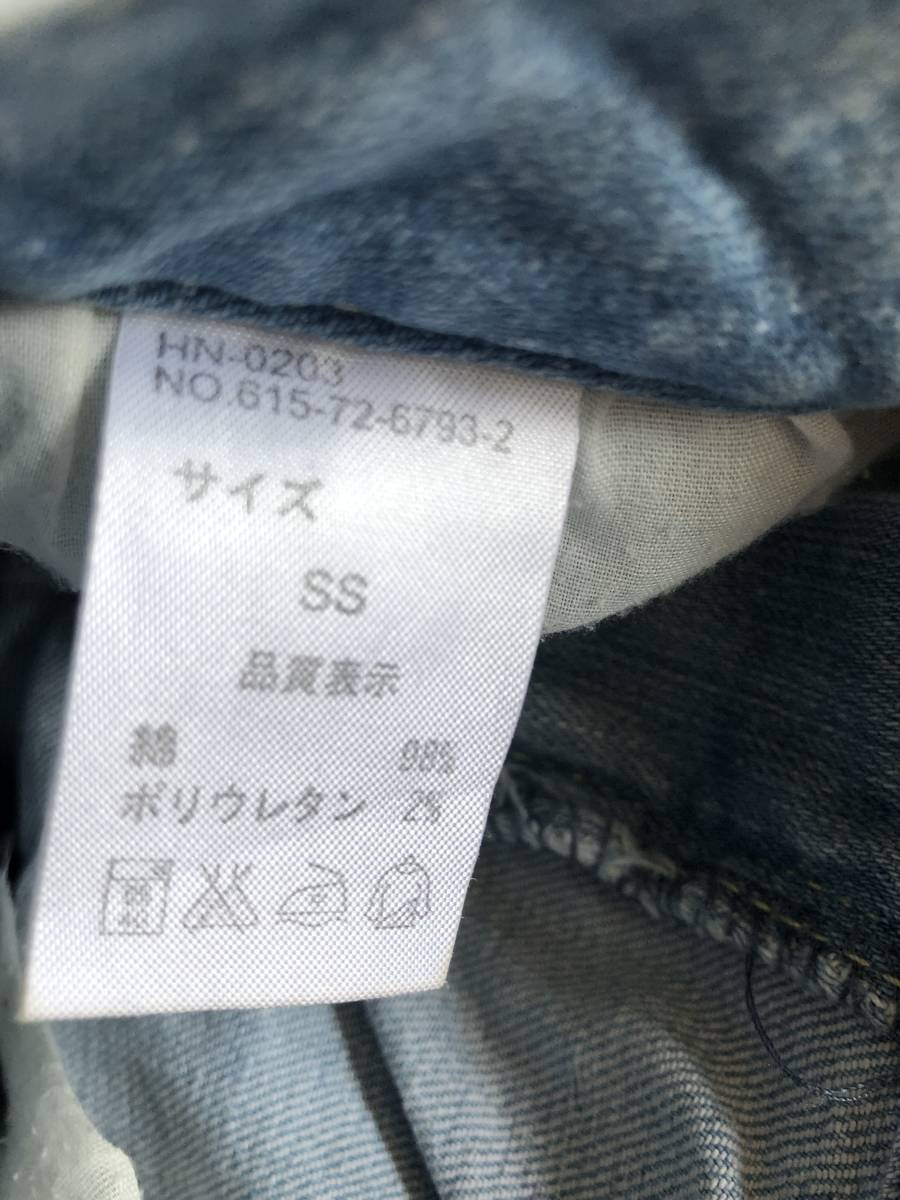 HN-0203
NO.615-72-6793-2
サイズ
SS
品質表示
綿 98%
ポリウレタン 2%